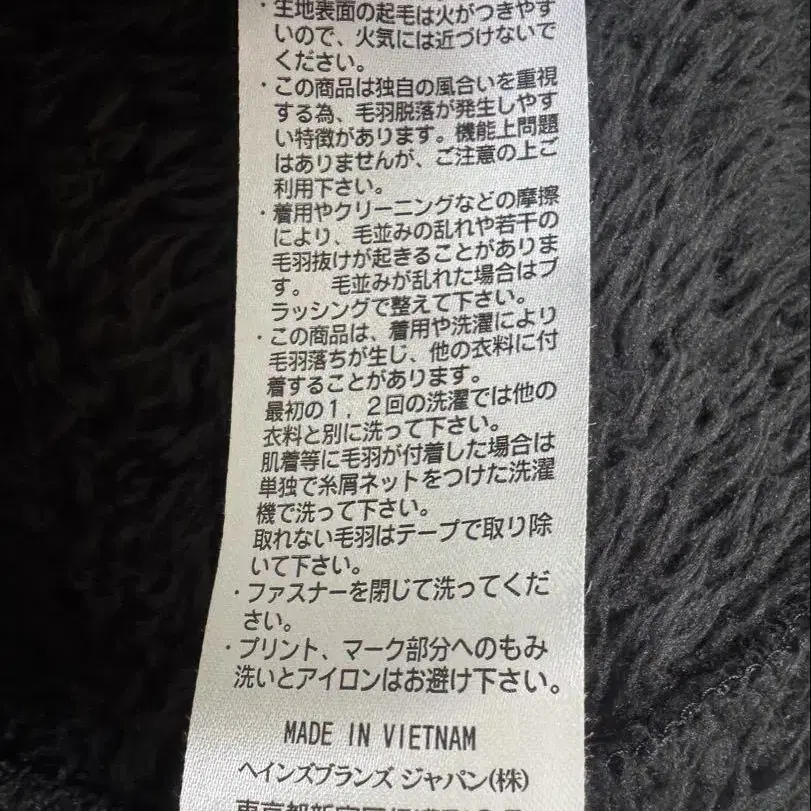 ・生地表面の起毛は火がつきやす
いので、火気には近づけないで
ください。
・この商品は独自の風合いを重視
する為、毛羽脱落が発生しやす
い特徴があります。機能上問題
はありませんが、ご注意の上ご
利用下さい。
・着用やクリーニングなどの摩擦
により、毛並みの乱れや若干の
毛羽抜けが起きることがありま
す。　毛並みが乱れた場合はブ
ラッシングで整えて下さい。
・この商品は、着用や洗濯により
毛羽落ちが生じ、他の衣料に付
着することがあります。
最初の１，２回の洗濯では他の
衣料と別に洗って下さい。
肌着等に毛羽が付着した場合は
単独で糸屑ネットをつけた洗濯
機で洗って下さい。
取れない毛羽はテープで取り除
いて下さい。
・ファスナーを閉じて洗ってくだ
さい。
・プリント、マーク部分へのもみ
洗いとアイロンはお避け下さい。
MADE IN VIETNAM
ヘインズブランズ ジャパン(株)